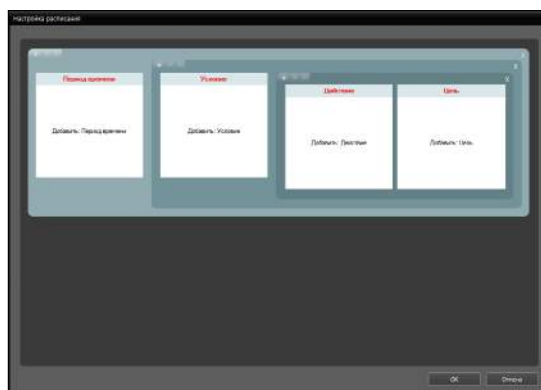 Настройка расписания
x
x
x
Период времени
Условие
Действие
Цель
Добавить: Период времени
Добавить: Условие
Добавить: Действие
Добавить: Цель
OK
Отмена